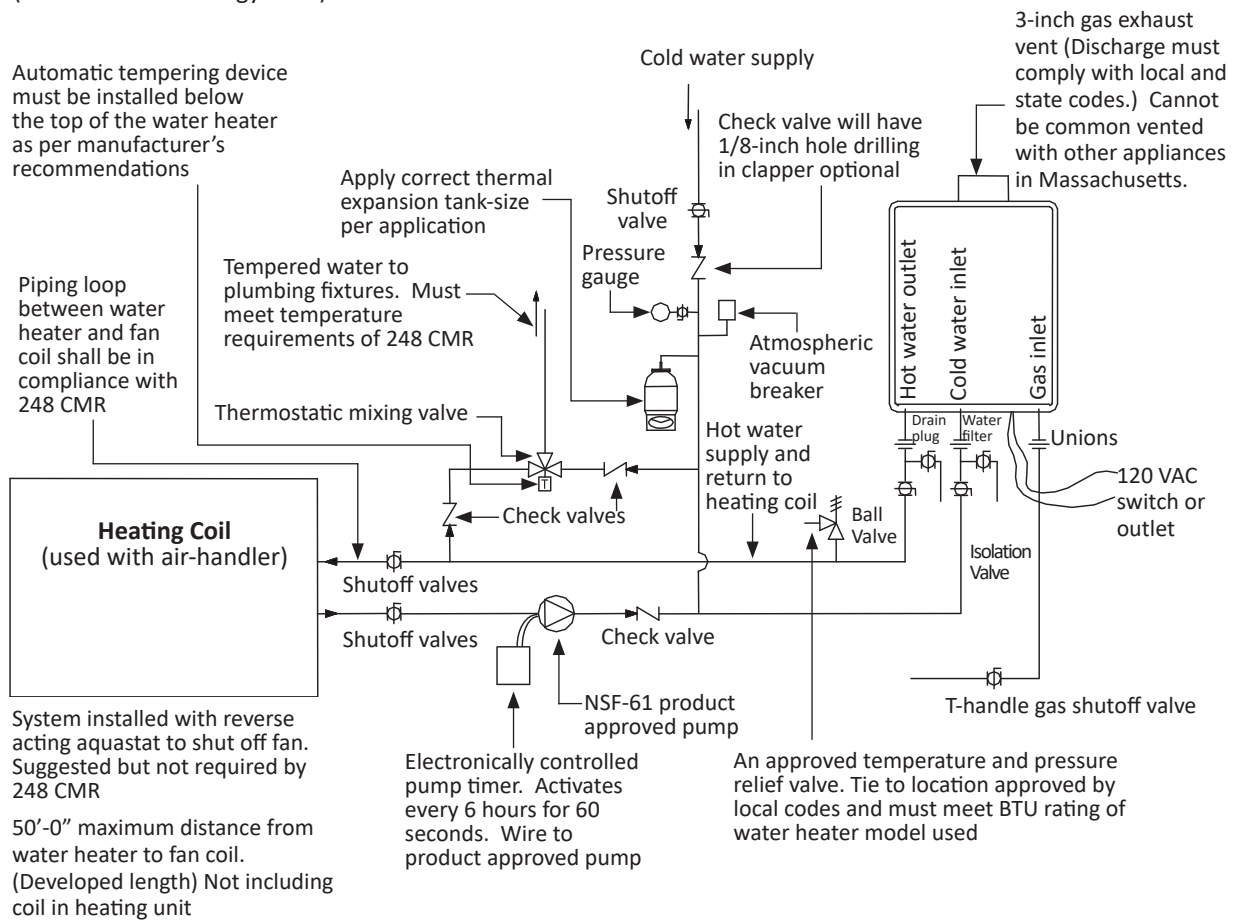 3-inch gas exhaust
vent (Discharge must
comply with local and
state codes.) Cannot
be common vented
with other appliances
in Massachusetts.
Cold water supply
Automatic tempering device
must be installed below
the top of the water heater
as per manufacturer's
recommendations
Check valve will have
1/8-inch hole drilling
in clapper optional
Apply correct thermal
expansion tank-size
per application
Shutoff
valve
Pressure
gauge
Tempered water to
plumbing fixtures. Must
meet temperature
requirements of 248 CMR
Piping loop
between water
heater and fan
coil shall be in
compliance with
248 CMR
Atmospheric
vacuum
breaker
Hot water outlet
Cold water inlet
Gas inlet
Thermostatic mixing valve
Drain
plug
Water
filter
Unions
Hot water
supply and
return to
heating coil
120 VAC
switch or
outlet
T
Check valves
Ball
Valve
Isolation
Valve
Heating Coil
(used with air-handler)
Shutoff valves
Shutoff valves
Check valve
T-handle gas shutoff valve
NSF-61 product
approved pump
System installed with reverse
acting aquastat to shut off fan.
Suggested but not required by
248 CMR
Electronically controlled
pump timer. Activates
every 6 hours for 60
seconds. Wire to
product approved pump
An approved temperature and pressure
relief valve. Tie to location approved by
local codes and must meet BTU rating of
water heater model used
50'-0" maximum distance from
water heater to fan coil.
(Developed length) Not including
coil in heating unit